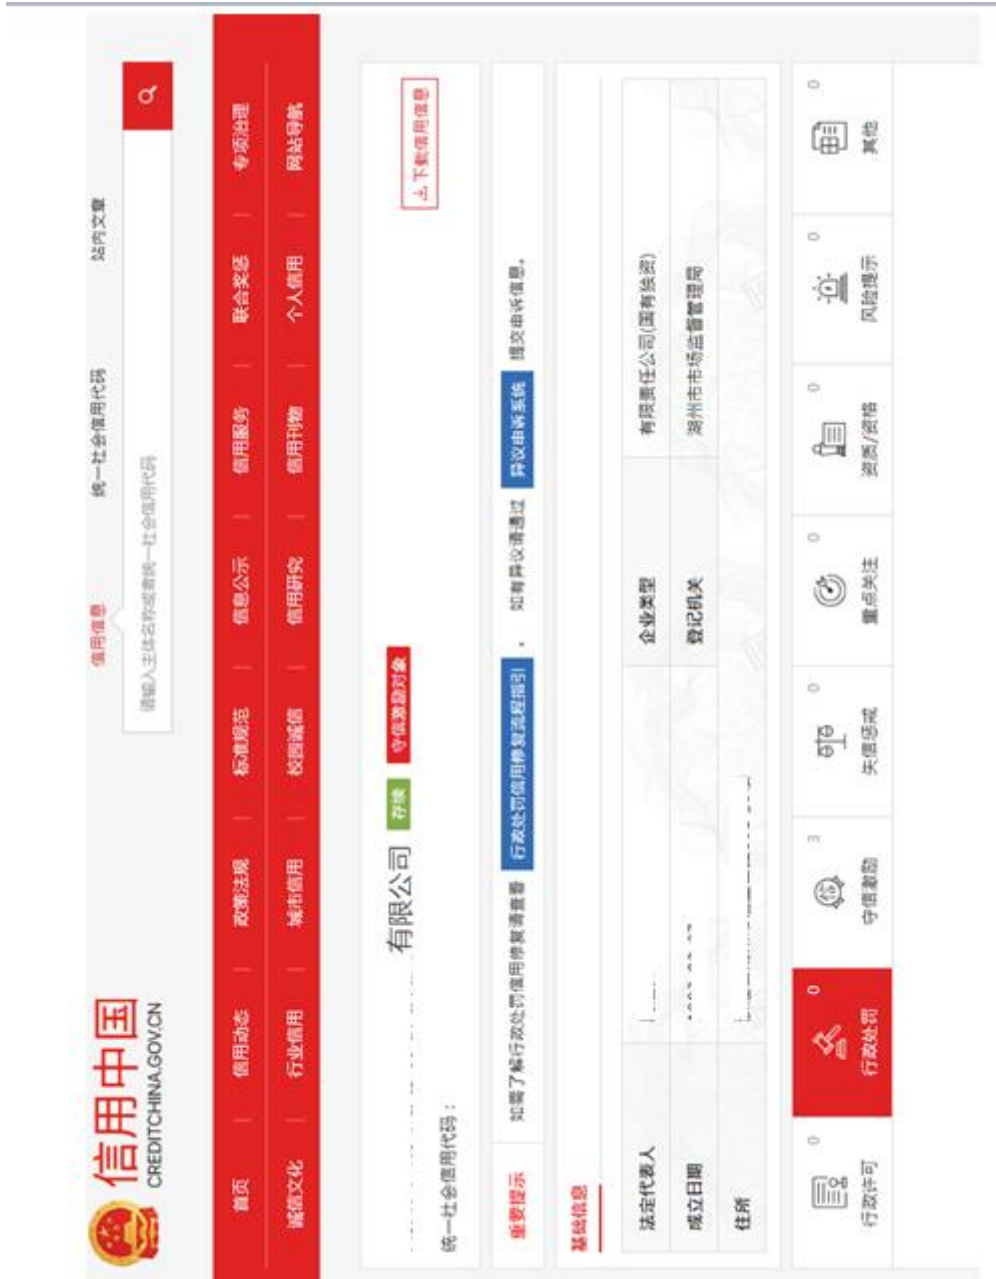 信用中国
CREDITCHINA.GOV.CN
信用信息 统一社会信用代码 站内文章
请输入主体名称或者统一社会信用代码
首页 | 信用动态 | 政策法规 | 标准规范 | 信息公示 | 信用服务 | 联合奖惩 | 专项治理
诚信文化 | 行业信用 | 城市信用 | 校园诚信 | 信用研究 | 信用刊物 | 个人信用 | 网站导航
有限公司 存续 守信激励对象
下载信用信息
统一社会信用代码:
重要提示 如需了解行政处罚信用修复请查看 行政处罚信用修复流程指引 。 如有异议请通过 异议申诉系统 提交申诉信息。
基础信息
法定代表人 企业类型 有限责任公司(国有独资)
成立日期 登记机关 湖州市市场监督管理局
住所
0 0 3 0 0 0 0 0
行政许可 行政处罚 守信激励 失信惩戒 重点关注 资质/资格 风险提示 其他